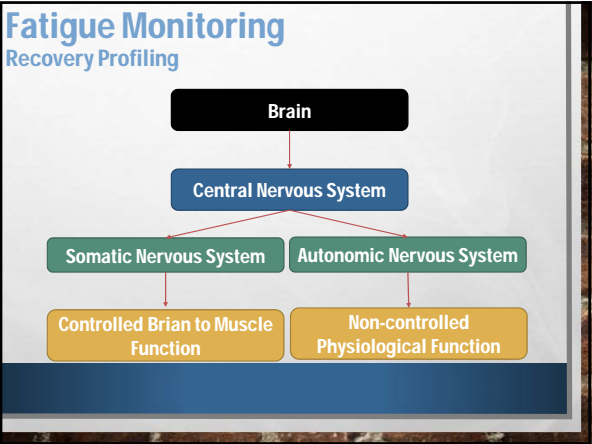 Fatigue Monitoring
Recovery Profiling
Brain
Central Nervous System
Somatic Nervous System
Autonomic Nervous System
Controlled Brian to Muscle
Function
Non-controlled
Physiological Function